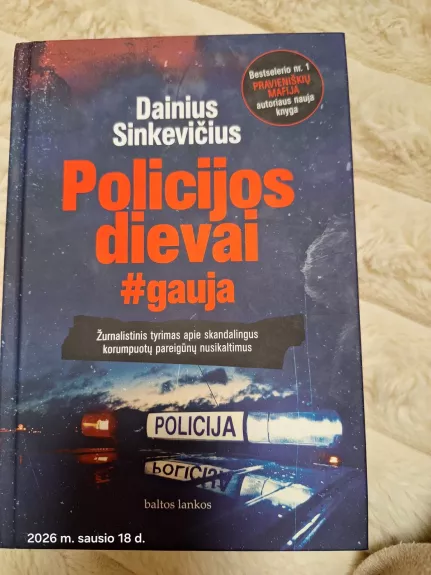 Bestselerio nr. 1
PRAVIENIŠKIŲ
MAFIJA
autoriaus nauja
knyga
Dainius
Sinkevičius
Policijos
dievai
#gauja
Žurnalistinis tyrimas apie skandalingus
korumpuotų pareigūnų nusikaltimus
POLICIJA
POLICIJA
baltos lankos
2026 m. sausio 18 d.